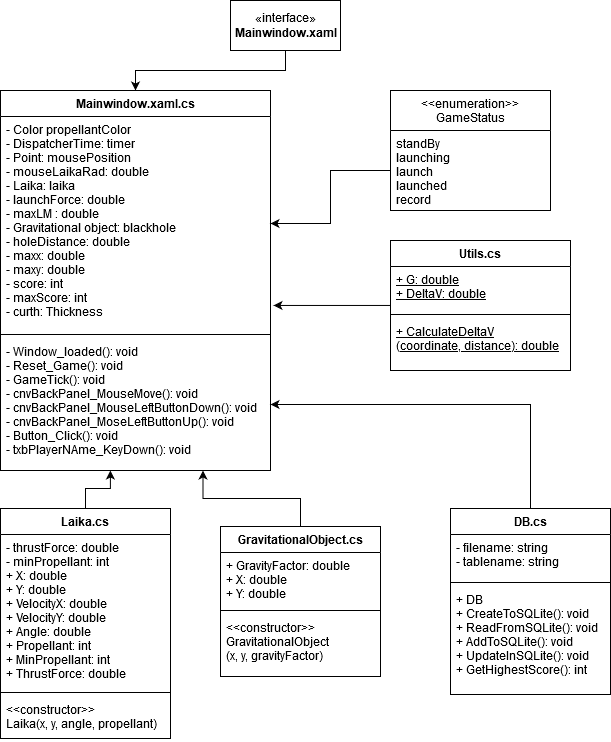 «interface»
Mainwindow.xaml
Mainwindow.xaml.cs
- Color propellantColor
- DispatcherTime: timer
- Point: mousePosition
- mouseLaikaRad: double
- Laika: laika
- launchForce: double
- maxLM : double
- Gravitational object: blackhole
- holeDistance: double
- maxx: double
- maxy: double
- score: int
- maxScore: int
- curth: Thickness
- Window_loaded(): void
- Reset_Game(): void
- GameTick(): void
- cnvBackPanel_MouseMove(): void
- cnvBackPanel_MouseLeftButtonDown(): void
- cnvBackPanel_MoseLeftButtonUp(): void
- Button_Click(): void
- txbPlayerNAme_KeyDown(): void
<<enumeration>>
GameStatus
standBy
launching
launch
launched
record
Utils.cs
+ G: double
+ DeltaV: double
+ CalculateDeltaV
(coordinate, distance): double
Laika.cs
- thrustForce: double
- minPropellant: int
+ X: double
+ Y: double
+ VelocityX: double
+ VelocityY: double
+ Angle: double
+ Propellant: int
+ MinPropellant: int
+ ThrustForce: double
<<constructor>>
Laika(x, y, angle, propellant)
GravitationalObject.cs
+ GravityFactor: double
+ X: double
+ Y: double
<<constructor>>
GravitationalObject
(x, y, gravityFactor)
DB.cs
- filename: string
- tablename: string
+ DB
+ CreateToSQLite(): void
+ ReadFromSQLite(): void
+ AddToSQLite(): void
+ UpdateInSQLite(): void
+ GetHighestScore(): int